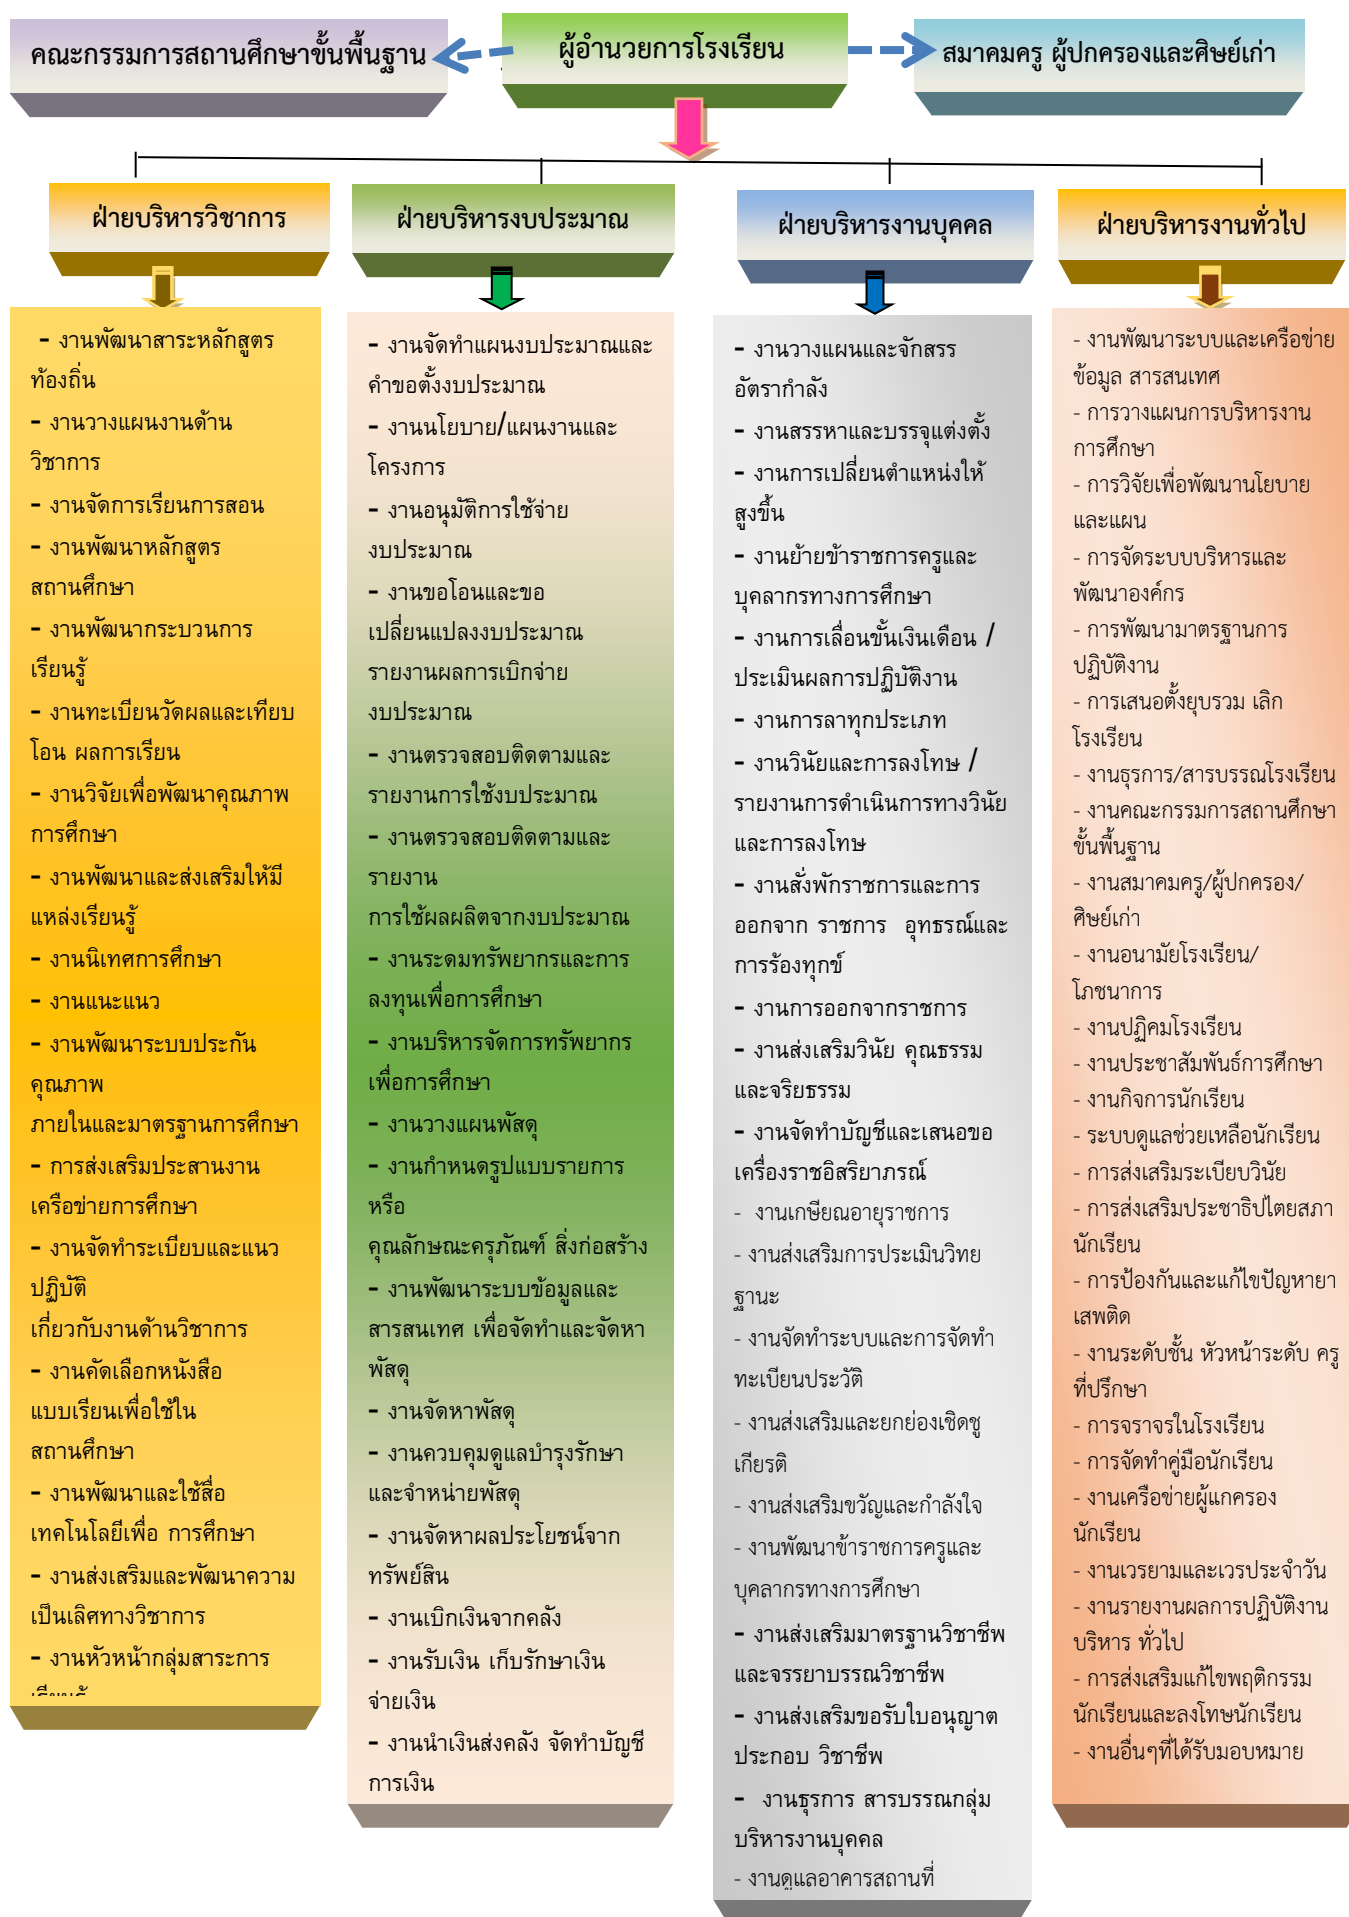 คณะกรรมการสถานศึกษาขั้นพื้นฐาน
ผู้อำนวยการโรงเรียน
สมาคมครู ผู้ปกครองและศิษย์เก่า
ฝ่ายบริหารวิชาการ
ฝ่ายบริหารงบประมาณ
ฝ่ายบริหารงานบุคคล
ฝ่ายบริหารงานทั่วไป
- งานพัฒนาสาระหลักสูตร
ท้องถิ่น
- งานวางแผนงานด้าน
วิชาการ
- งานจัดการเรียนการสอน
- งานพัฒนาหลักสูตร
สถานศึกษา
- งานพัฒนากระบวนการ
เรียนรู้
- งานทะเบียนวัดผลและเทียบ
โอน ผลการเรียน
- งานวิจัยเพื่อพัฒนาคุณภาพ
การศึกษา
- งานพัฒนาและส่งเสริมให้มี
แหล่งเรียนรู้
- งานนิเทศการศึกษา
- งานแนะแนว
- งานพัฒนาระบบประกัน
คุณภาพ
ภายในและมาตรฐานการศึกษา
- การส่งเสริมประสานงาน
เครือข่ายการศึกษา
- งานจัดทำระเบียบและแนว
ปฏิบัติ
เกี่ยวกับงานด้านวิชาการ
- งานคัดเลือกหนังสือ
แบบเรียนเพื่อใช้ใน
สถานศึกษา
- งานพัฒนาและใช้สื่อ
เทคโนโลยีเพื่อ การศึกษา
- งานส่งเสริมและพัฒนาความ
เป็นเลิศทางวิชาการ
- งานหัวหน้ากลุ่มสาระการ
- งานจัดทำแผนงบประมาณและ
คำขอตั้งงบประมาณ
- งานนโยบาย/แผนงานและ
โครงการ
- งานอนุมัติการใช้จ่าย
งบประมาณ
- งานขอโอนและขอ
เปลี่ยนแปลงงบประมาณ
รายงานผลการเบิกจ่าย
งบประมาณ
- งานตรวจสอบติดตามและ
รายงานการใช้งบประมาณ
- งานตรวจสอบติดตามและ
รายงาน
การใช้ผลผลิตจากงบประมาณ
- งานระดมทรัพยากรและการ
ลงทุนเพื่อการศึกษา
- งานบริหารจัดการทรัพยากร
เพื่อการศึกษา
- งานวางแผนพัสดุ
- งานกำหนดรูปแบบรายการ
หรือ
คุณลักษณะครุภัณฑ์ สิ่งก่อสร้าง
- งานพัฒนาระบบข้อมูลและ
สารสนเทศ เพื่อจัดทำและจัดหา
พัสดุ
- งานจัดหาพัสดุ
- งานควบคุมดูแลบำรุงรักษา
และจำหน่ายพัสดุ
- งานจัดหาผลประโยชน์จาก
ทรัพย์สิน
- งานเบิกเงินจากคลัง
- งานรับเงิน เก็บรักษาเงิน
จ่ายเงิน
- งานนำเงินส่งคลัง จัดทำบัญชี
การเงิน
- งานวางแผนและจักสรร
อัตรากำลัง
- งานสรรหาและบรรจุแต่งตั้ง
- งานการเปลี่ยนตำแหน่งให้
สูงขึ้น
- งานย้ายข้าราชการครูและ
บุคลากรทางการศึกษา
- งานการเลื่อนขั้นเงินเดือน /
ประเมินผลการปฏิบัติงาน
- งานการลาทุกประเภท
- งานวินัยและการลงโทษ /
รายงานการดำเนินการทางวินัย
และการลงโทษ
- งานสั่งพักราชการและการ
ออกจาก ราชการ อุทธรณ์และ
การร้องทุกข์
- งานการออกจากราชการ
- งานส่งเสริมวินัย คุณธรรม
และจริยธรรม
- งานจัดทำบัญชีและเสนอขอ
เครื่องราชอิสริยาภรณ์
- งานเกษียณอายุราชการ
- งานส่งเสริมการประเมินวิทย
ฐานะ
- งานจัดทำระบบและการจัดทำ
ทะเบียนประวัติ
- งานส่งเสริมและยกย่องเชิดชู
เกียรติ
- งานส่งเสริมขวัญและกำลังใจ
- งานพัฒนาข้าราชการครูและ
บุคลากรทางการศึกษา
- งานส่งเสริมมาตรฐานวิชาชีพ
และจรรยาบรรณวิชาชีพ
- งานส่งเสริมขอรับใบอนุญาต
ประกอบ วิชาชีพ
- งานธุรการ สารบรรณกลุ่ม
บริหารงานบุคคล
- งานดูแลอาคารสถานที่
- งานพัฒนาระบบและเครือข่าย
ข้อมูล สารสนเทศ
- การวางแผนการบริหารงาน
การศึกษา
- การวิจัยเพื่อพัฒนานโยบาย
และแผน
- การจัดระบบบริหารและ
พัฒนาองค์กร
- การพัฒนามาตรฐานการ
ปฏิบัติงาน
- การเสนอตั้งยุบรวม เลิก
โรงเรียน
- งานธุรการ/สารบรรณโรงเรียน
- งานคณะกรรมการสถานศึกษา
ขั้นพื้นฐาน
- งานสมาคมครู/ผู้ปกครอง/
ศิษย์เก่า
- งานอนามัยโรงเรียน/
โภชนาการ
- งานปฏิคมโรงเรียน
- งานประชาสัมพันธ์การศึกษา
- งานกิจการนักเรียน
- ระบบดูแลช่วยเหลือนักเรียน
- การส่งเสริมระเบียบวินัย
- การส่งเสริมประชาธิปไตยสภา
นักเรียน
- การป้องกันและแก้ไขปัญหายา
เสพติด
- งานระดับชั้น หัวหน้าระดับ ครู
ที่ปรึกษา
- การจราจรในโรงเรียน
- การจัดทำคู่มือนักเรียน
- งานเครือข่ายผู้แกครอง
นักเรียน
- งานเวรยามและเวรประจำวัน
- งานรายงานผลการปฏิบัติงาน
บริหาร ทั่วไป
- การส่งเสริมแก้ไขพฤติกรรม
นักเรียนและลงโทษนักเรียน
- งานอื่นๆที่ได้รับมอบหมาย